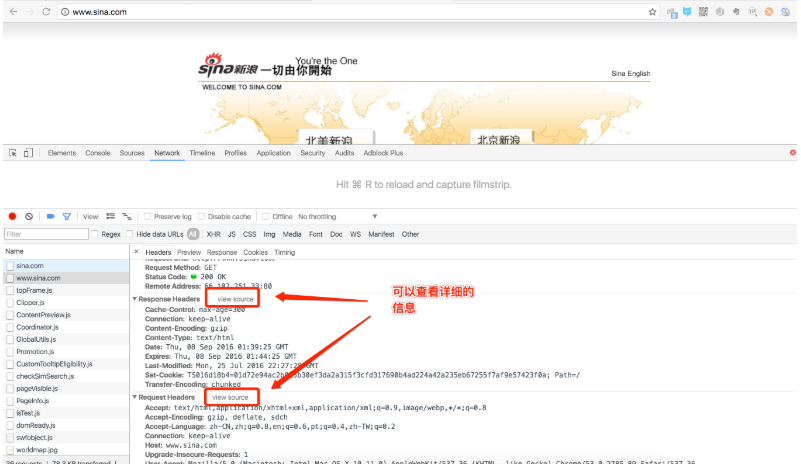 www.sina.com
sina新浪 一切由你開始
You're the One
Sina English
WELCOME TO SINA.COM
北美新浪
北京新浪
Elements Console Sources Network Timeline Profiles Application Security Audits Adblock Plus
Hit ⌘ R to reload and capture filmstrip.
View: Preserve log Disable cache Offline No throttling
Filter Regex Hide data URLs All XHR JS CSS Img Media Font Doc WS Manifest Other
Name
sina.com
www.sina.com
topFrame.js
Clipper.js
ContentPreview.js
Coordinator.js
GlobalUtils.js
Promotion.js
CustomTooltipEligibility.js
checkSimSearch.js
pageVisible.js
PageInfo.js
isTest.js
domReady.js
swfobject.js
worldmap.jpg
26 requests | 78.3 KB transferred |
Headers Preview Response Cookies Timing
Request Method: GET
Status Code: 200 OK
Remote Address: 66.102.251.33:80
Response Headers view source
Cache-Control: max-age=300
Connection: keep-alive
Content-Encoding: gzip
Content-Type: text/html
Date: Thu, 08 Sep 2016 01:39:25 GMT
Expires: Thu, 08 Sep 2016 01:44:25 GMT
Last-Modified: Mon, 25 Jul 2016 22:27:28 GMT
Path=/
Transfer-Encoding: chunked
Request Headers view source
Accept: text/html,application/xhtml+xml,application/xml;q=0.9,image/webp,*/*;q=0.8
Accept-Encoding: gzip, deflate, sdch
Accept-Language: zh-CN,zh;q=0.8,en;q=0.6,pt;q=0.4,zh-TW;q=0.2
Connection: keep-alive
Host: www.sina.com
Upgrade-Insecure-Requests: 1
可以查看详细的
信息